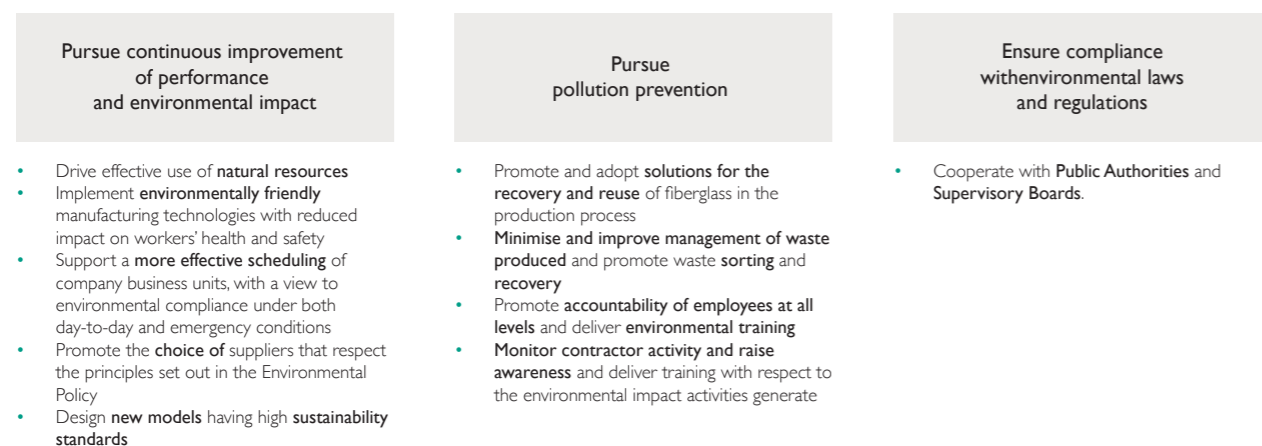 Pursue continuous improvement
of performance
and environmental impact
• Drive effective use of natural resources
• Implement environmentally friendly
manufacturing technologies with reduced
impact on workers' health and safety
• Support a more effective scheduling of
company business units, with a view to
environmental compliance under both
day-to-day and emergency conditions
• Promote the choice of suppliers that respect
the principles set out in the Environmental
Policy
• Design new models having high sustainability
standards
Pursue
pollution prevention
• Promote and adopt solutions for the
recovery and reuse of fiberglass in the
production process
• Minimise and improve management of waste
produced and promote waste sorting and
recovery
• Promote accountability of employees at all
levels and deliver environmental training
• Monitor contractor activity and raise
awareness and deliver training with respect to
the environmental impact activities generate
Ensure compliance
withenvironmental laws
and regulations
• Cooperate with Public Authorities and
Supervisory Boards.